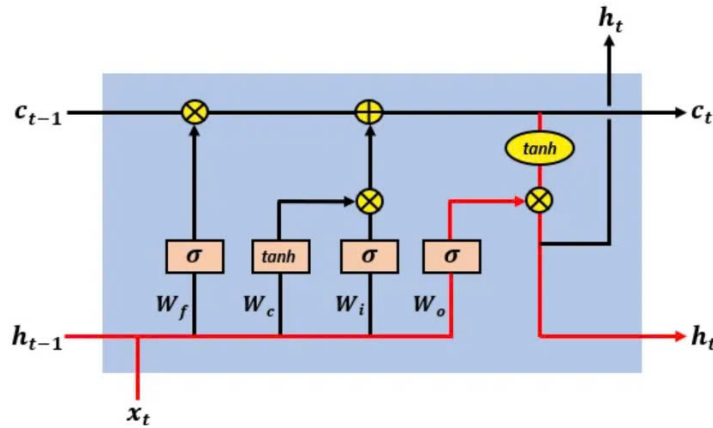 h_t
c_{t-1}
c_t
tanh
σ
tanh
σ
σ
W_f
W_c
W_i
W_o
h_{t-1}
h_t
x_t